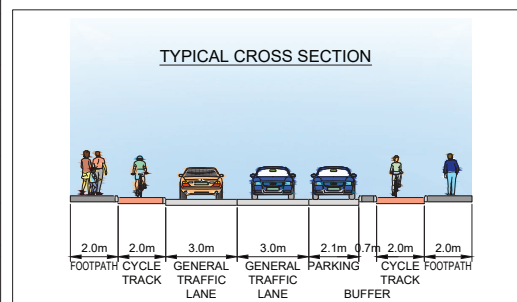 TYPICAL CROSS SECTION
2.0m 2.0m 3.0m 3.0m 2.1m 0.7m 2.0m 2.0m
FOOTPATH CYCLE GENERAL GENERAL PARKING CYCLE FOOTPATH
TRACK TRAFFIC TRAFFIC TRACK
LANE LANE BUFFER